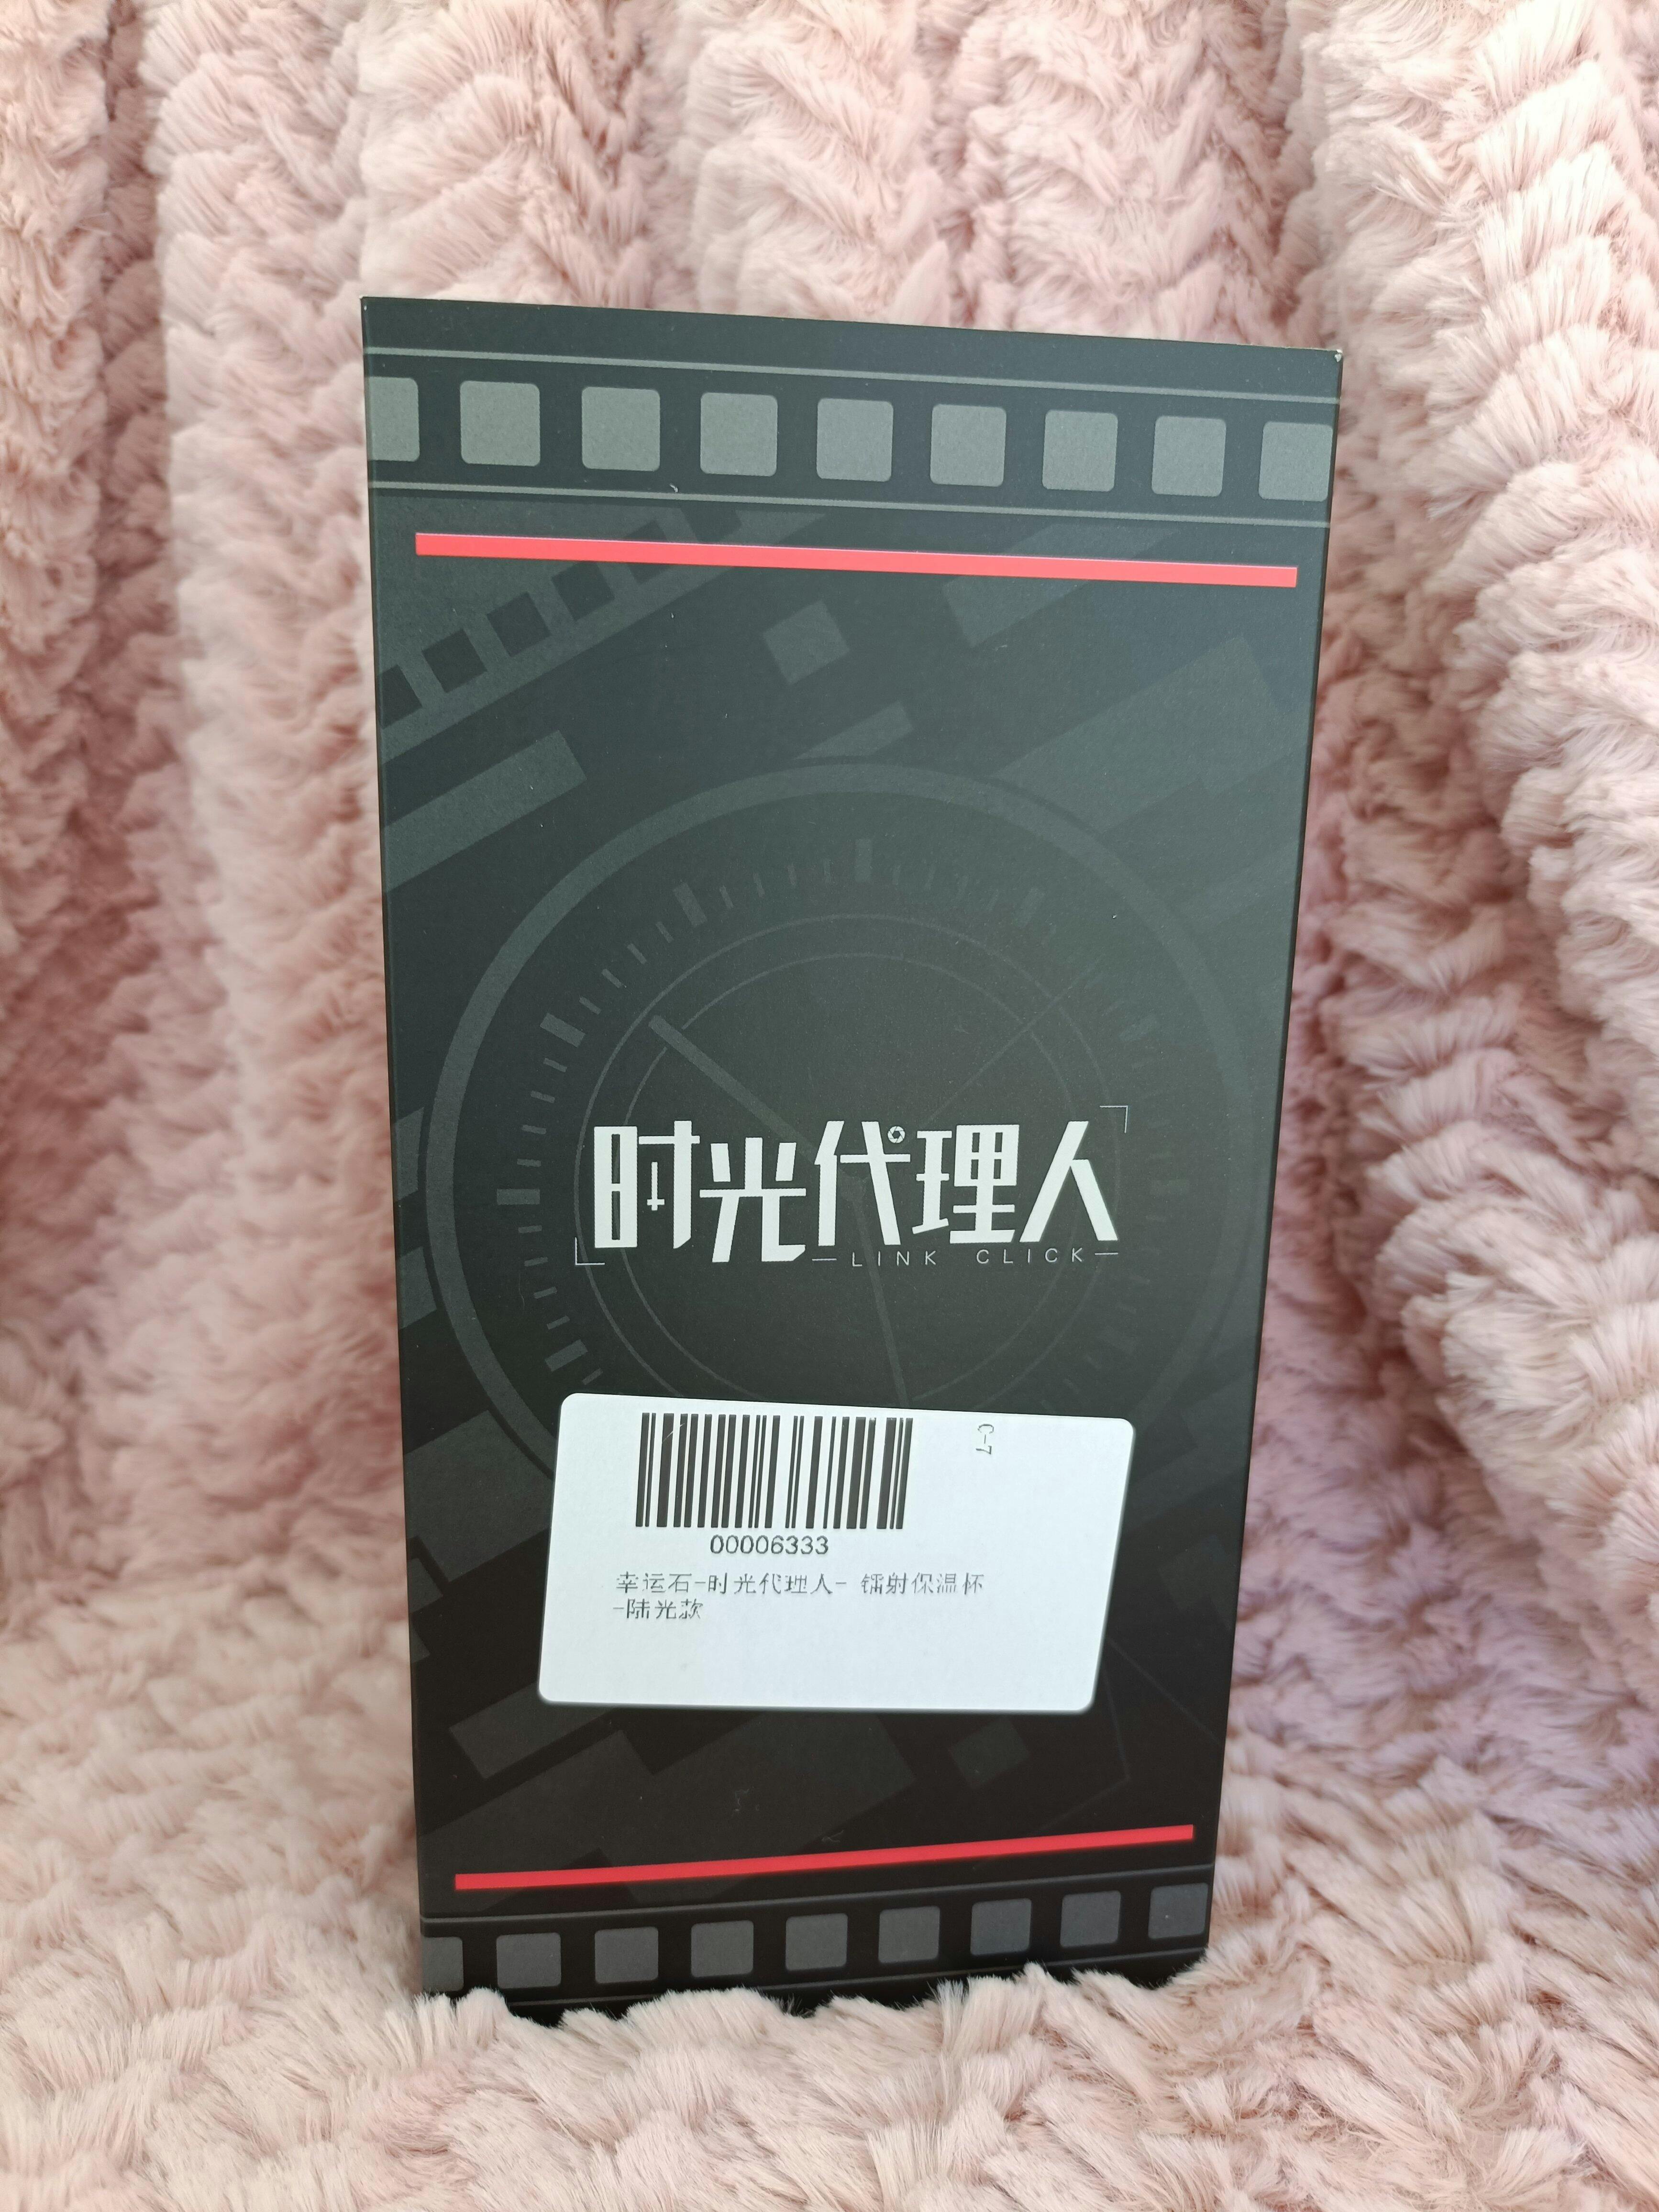 时光代理人
LINK CLICK
C-7
00006333
幸运石-时光代理人- 镭射保温杯
-陆光款